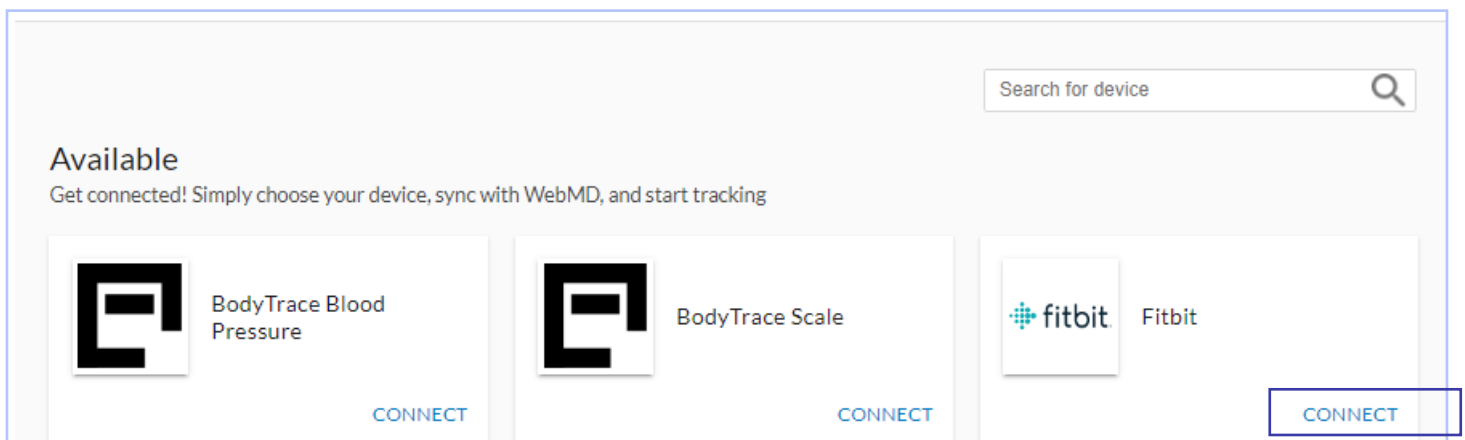 Search for device
Available
Get connected! Simply choose your device, sync with WebMD, and start tracking
BodyTrace Blood
Pressure
CONNECT
BodyTrace Scale
CONNECT
fitbit
Fitbit
CONNECT